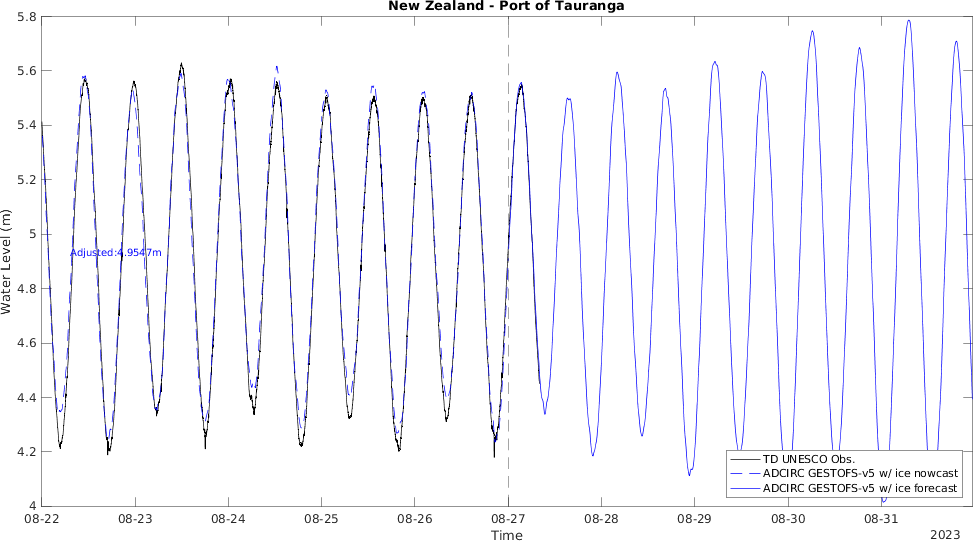 New Zealand - Port of Tauranga
5.8
5.6
5.4
5.2
5
4.8
4.6
4.4
4.2
4
Water Level (m)
Adjusted:4.9547m
TD UNESCO Obs.
ADCIRC GESTOFS-v5 w/ ice nowcast
ADCIRC GESTOFS-v5 w/ ice forecast
08-22 08-23 08-24 08-25 08-26 08-27 08-28 08-29 08-30 08-31
Time
2023